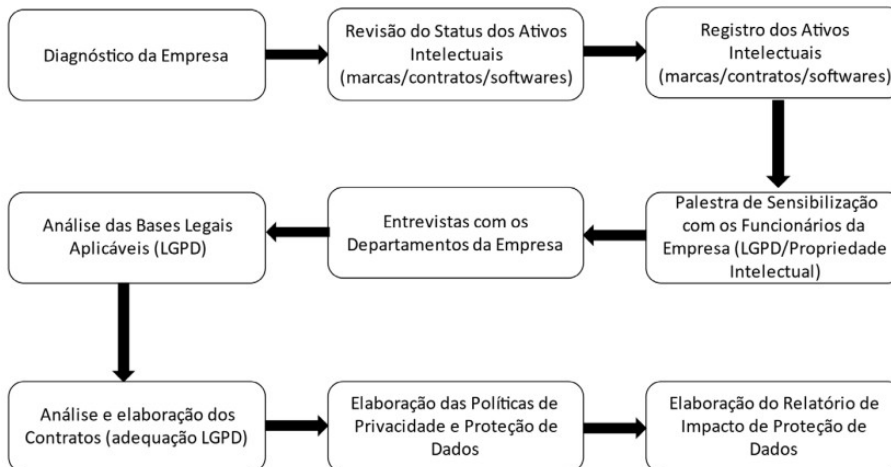 Diagnóstico da Empresa
Revisão do Status dos Ativos
Intelectuais
(marcas/contratos/softwares)
Registro dos Ativos
Intelectuais
(marcas/contratos/softwares)
Palestra de Sensibilização
com os Funcionários da
Empresa (LGPD/Propriedade
Intelectual)
Entrevistas com os
Departamentos da Empresa
Análise das Bases Legais
Aplicáveis (LGPD)
Análise e elaboração dos
Contratos (adequação LGPD)
Elaboração das Políticas de
Privacidade e Proteção de
Dados
Elaboração do Relatório de
Impacto de Proteção de
Dados